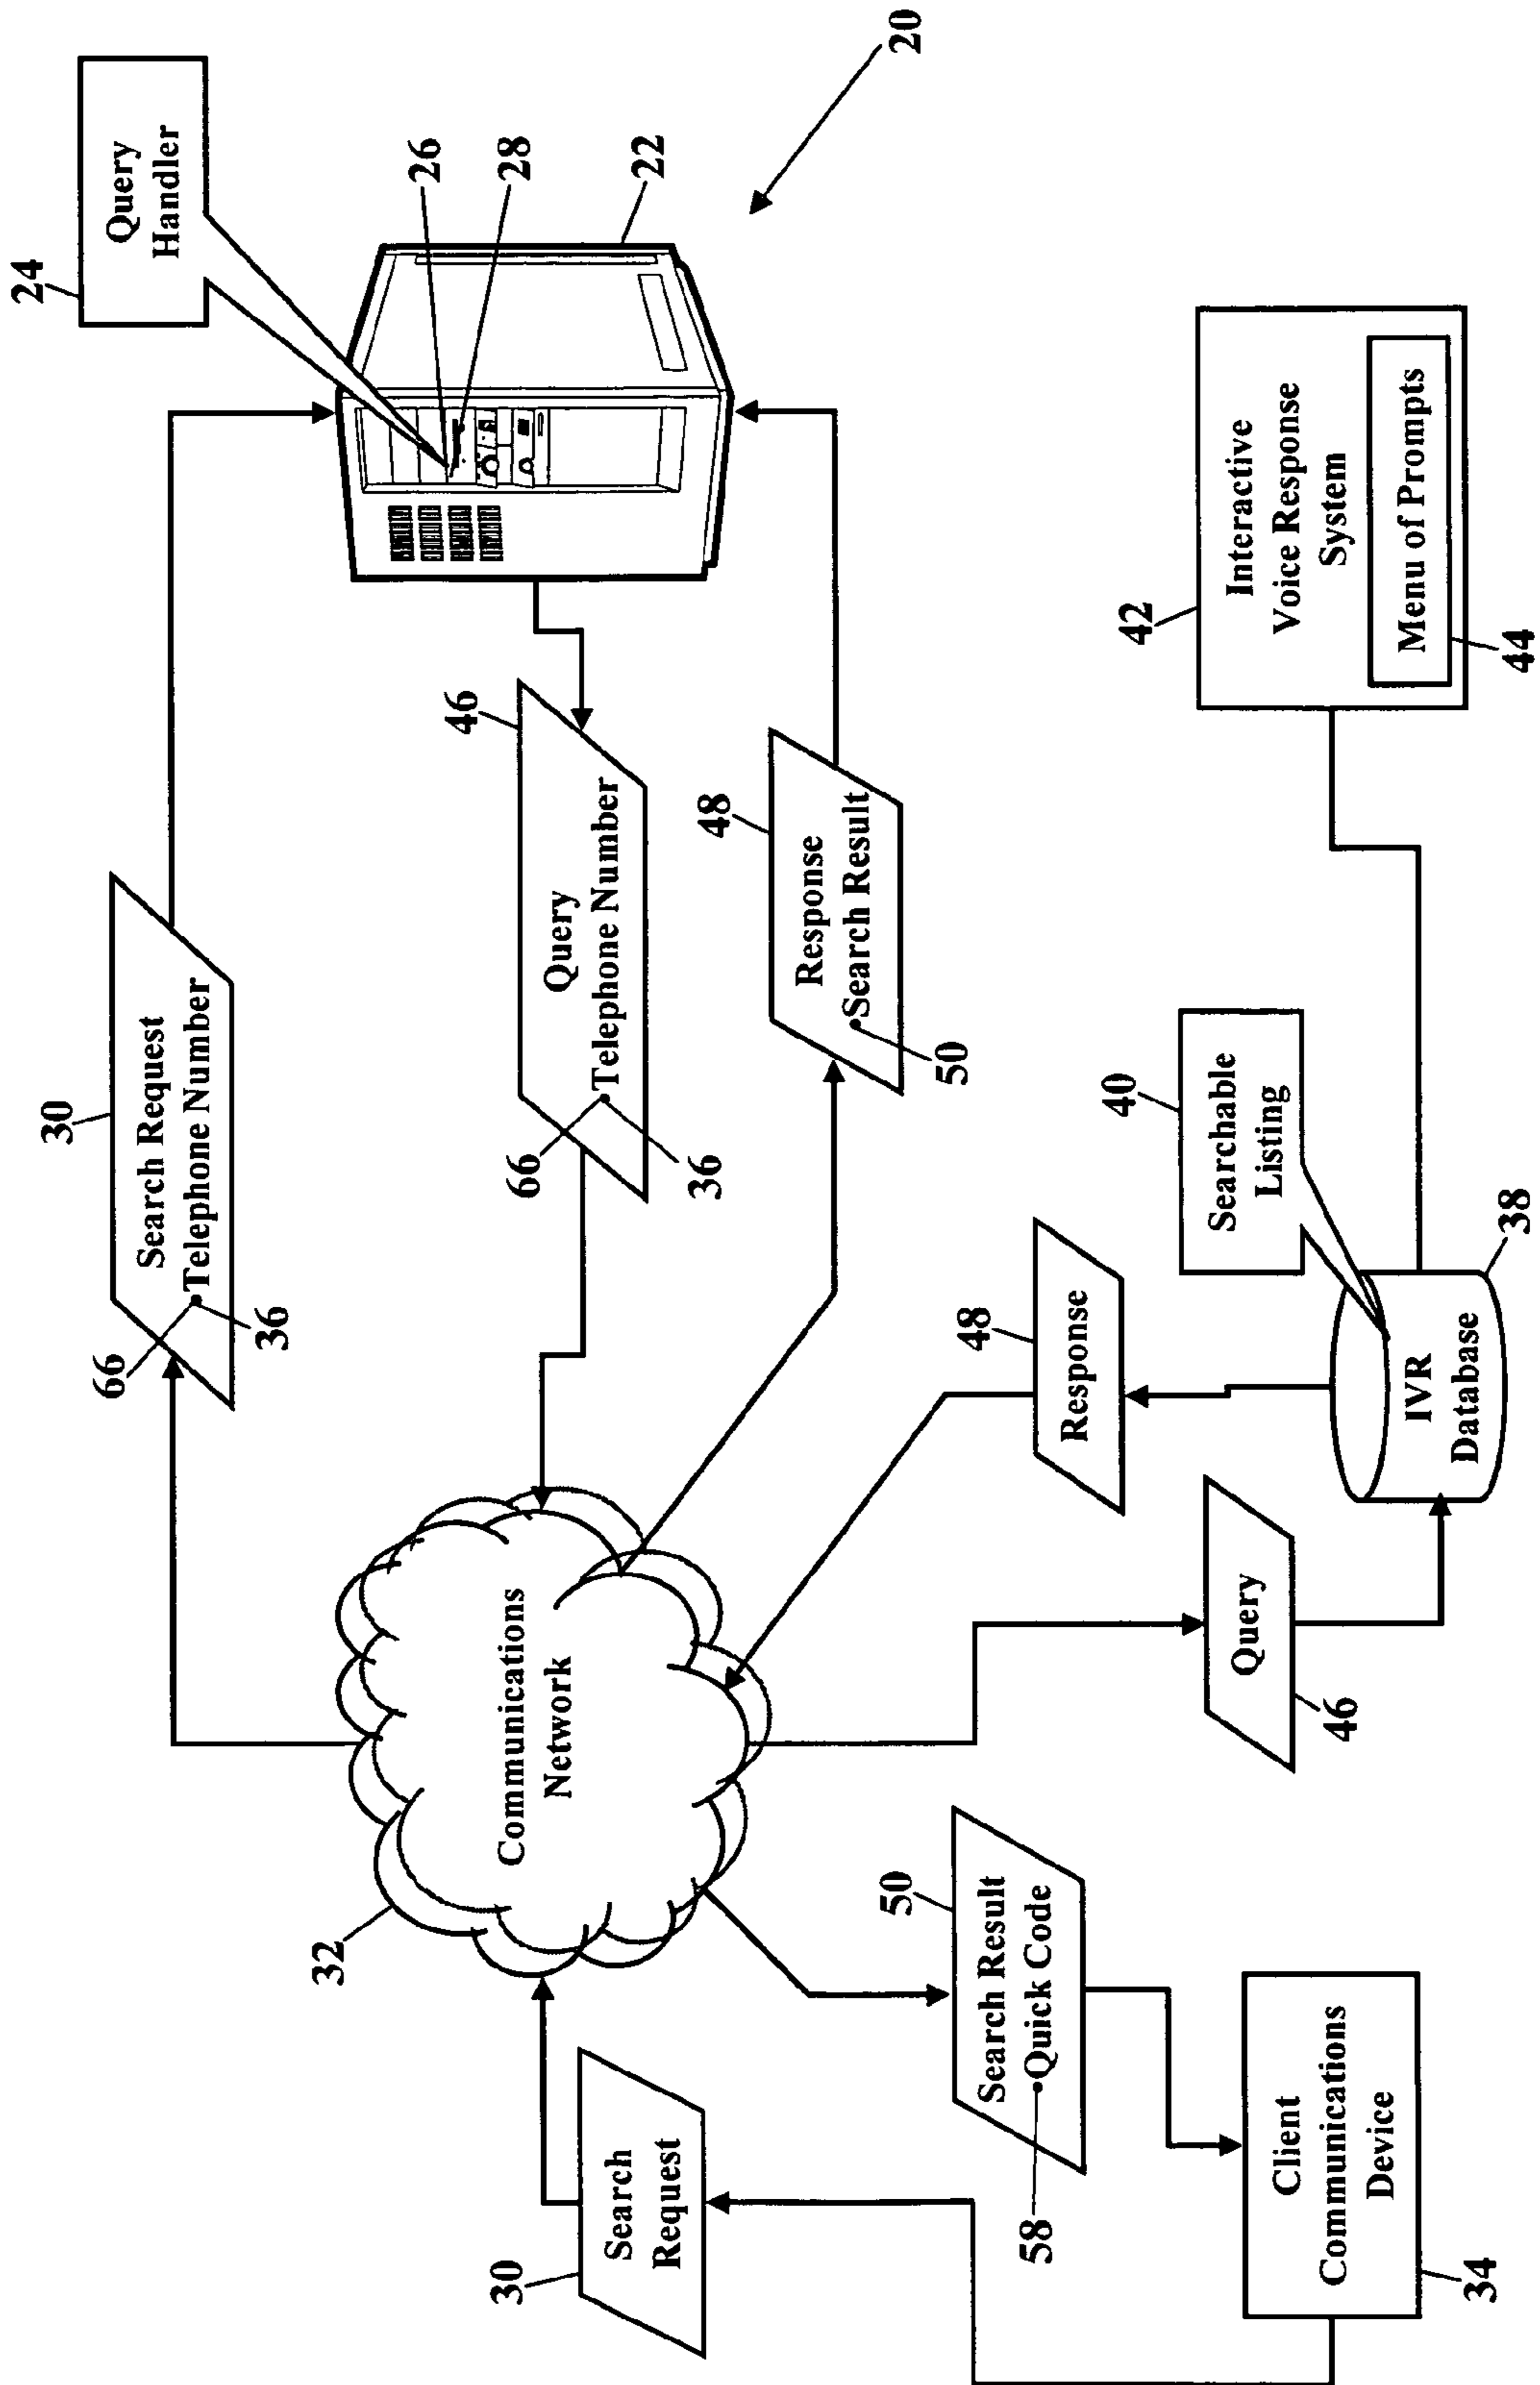 24
Query
Handler
26
28
22
20
30
Search Request
Telephone Number
66
36
46
Query
Telephone Number
66
36
48
Response
Search Result
50
32
Communications
Network
30
Search
Request
50
Search Result
Quick Code
58
34
Client
Communications
Device
48
Response
46
Query
40
Searchable
Listing
38
IVR
Database
42
Interactive
Voice Response
System
Menu of Prompts
44